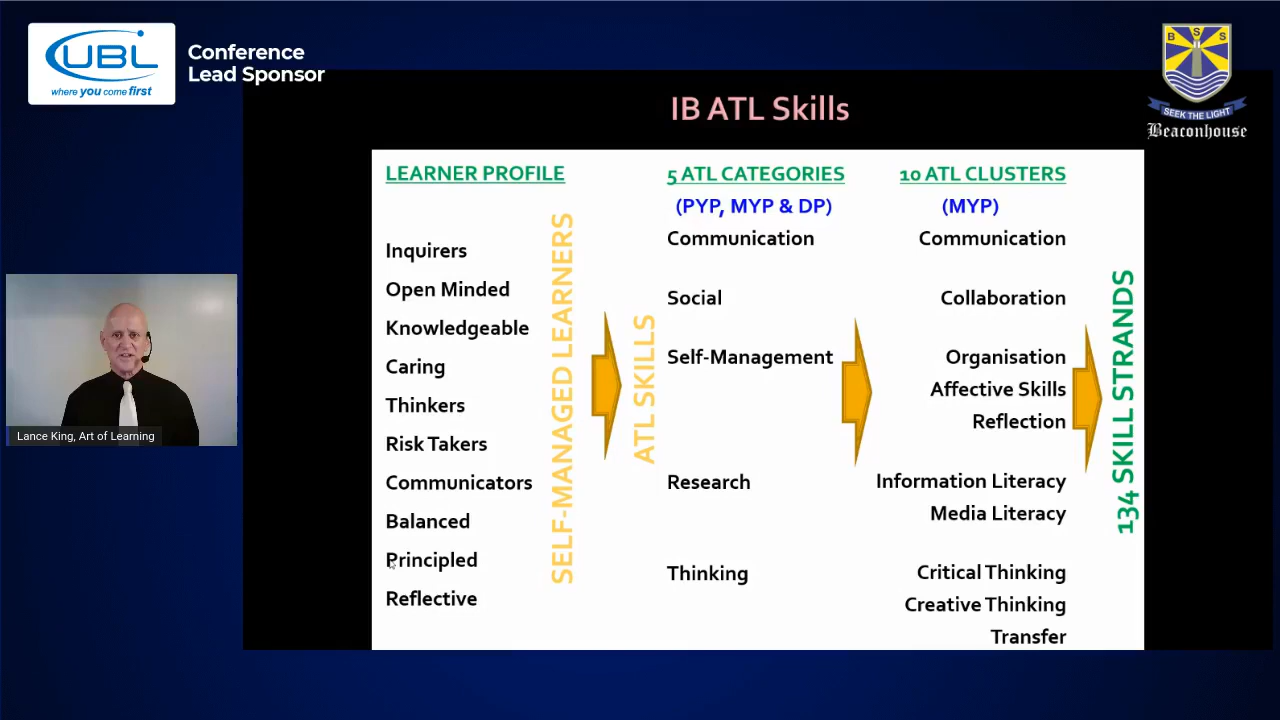 UBL
where you come first
Conference
Lead Sponsor
B S S
SEEK THE LIGHT
Beaconhouse
IB ATL Skills
LEARNER PROFILE
Inquirers
Open Minded
Knowledgeable
Caring
Thinkers
Risk Takers
Communicators
Balanced
Principled
Reflective
SELF-MANAGED LEARNERS
ATL SKILLS
5 ATL CATEGORIES
(PYP, MYP & DP)
Communication
Social
Self-Management
Research
Thinking
10 ATL CLUSTERS
(MYP)
Communication
Collaboration
Organisation
Affective Skills
Reflection
Information Literacy
Media Literacy
Critical Thinking
Creative Thinking
Transfer
134 SKILL STRANDS
Lance King, Art of Learning